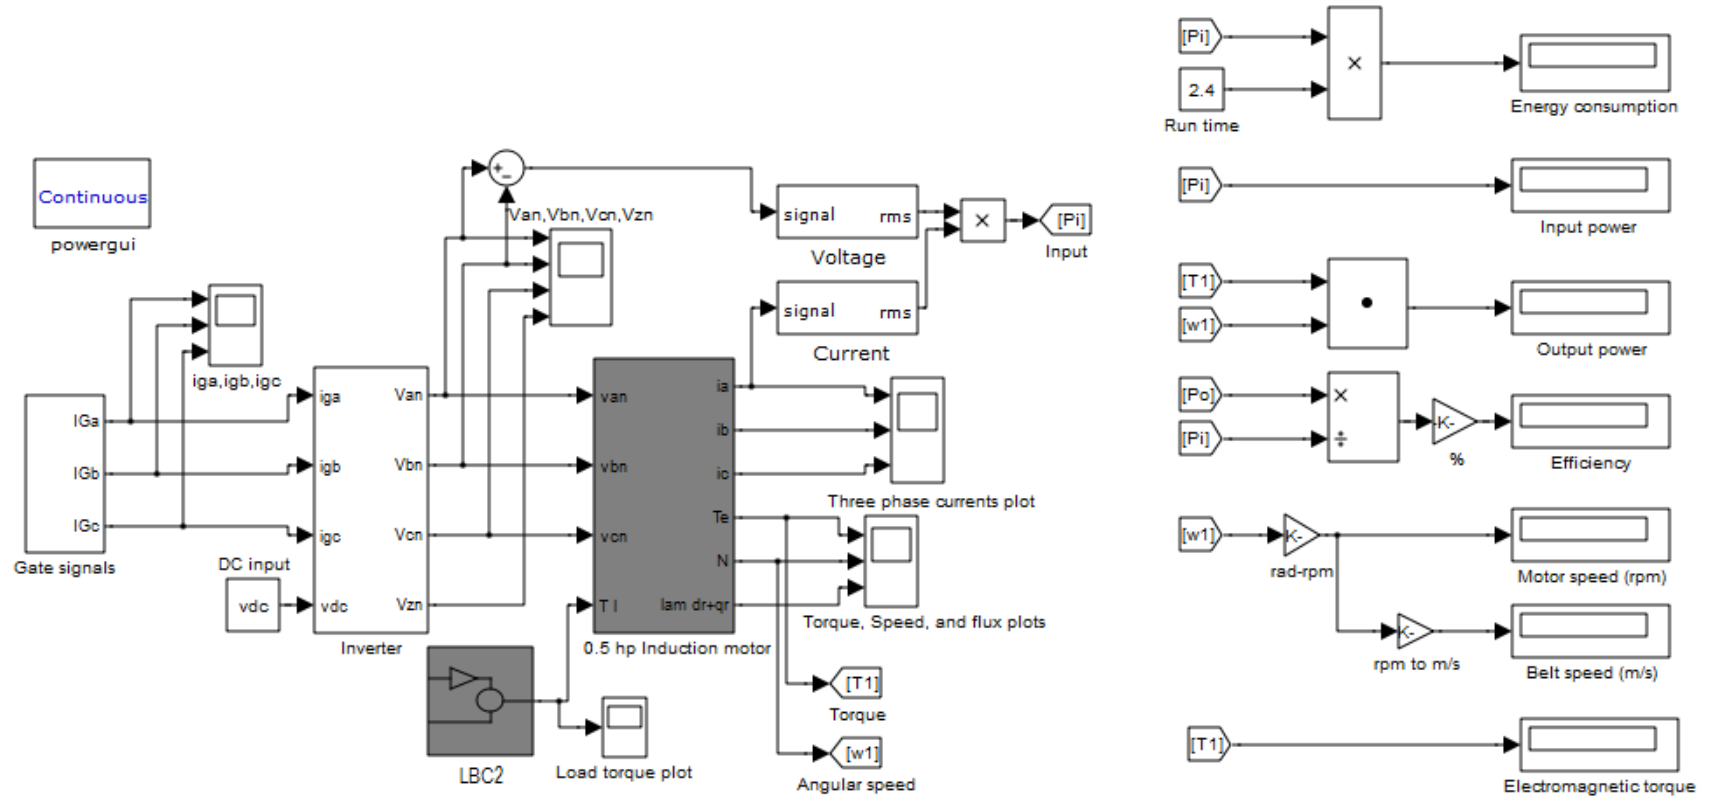 Continuous
powergui
iga,igb,igc
IGa
IGb
IGc
Gate signals
DC input
vdc
iga
igb
igc
vdc
Van
Vbn
Vcn
Vzn
Inverter
+
−
Van,Vbn,Vcn,Vzn
signal
rms
Voltage
signal
rms
Current
×
[Pi]
Input
van
vbn
vcn
T l
ia
ib
ic
Te
N
lam dr+qr
0.5 hp Induction motor
Three phase currents plot
Torque, Speed, and flux plots
LBC2
Load torque plot
[T1]
Torque
[w1]
Angular speed
[Pi]
2.4
Run time
×
Energy consumption
[Pi]
Input power
[T1]
[w1]
Output power
[Po]
[Pi]
×
÷
-K-
%
Efficiency
[w1]
K-
rad-rpm
Motor speed (rpm)
K-
rpm to m/s
Belt speed (m/s)
[T1]
Electromagnetic torque